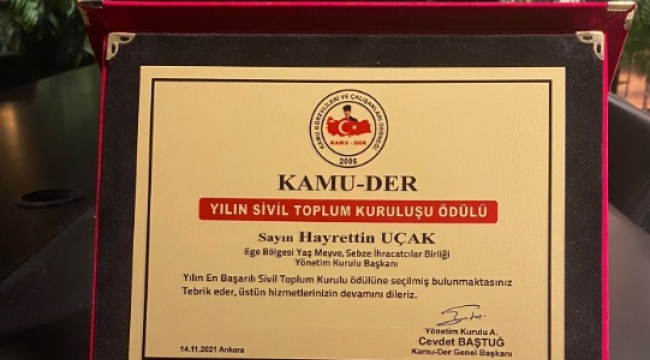 KAMU GÖREVLİLERİ VE ÇALIŞANLARI DERNEĞİ
KAMU - DER
2006
KAMU-DER
YILIN SİVİL TOPLUM KURULUŞU ÖDÜLÜ
Sayın Hayrettin UÇAK
Ege Bölgesi Yaş Meyve, Sebze İhracatcılar Birliği
Yönetim Kurulu Başkanı
Yılın En Başarılı Sivil Toplum Kurulu ödülüne seçilmiş bulunmaktasınız
Tebrik eder, üstün hizmetlerinizin devamını dileriz.
Yönetim Kurulu A.
14.11.2021 Ankara
Cevdet BAŞTUĞ
Kamu-Der Genel Başkanı